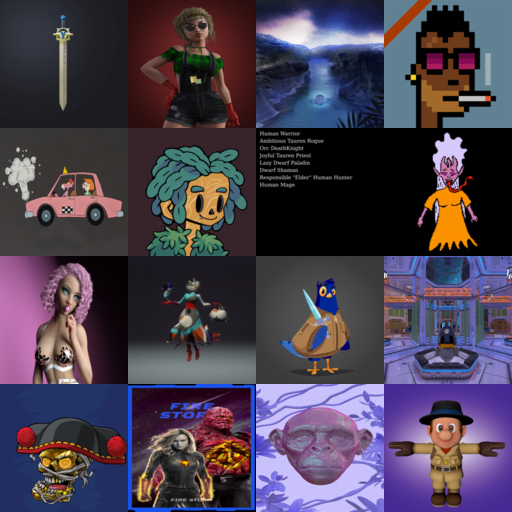 Human Warrior
Ambitious Tauren Rogue
Orc DeathKnight
Joyful Tauren Priest
Lazy Dwarf Paladin
Dwarf Shaman
Responsible "Elder" Human Hunter
Human Mage
FIRE
STORM
FIRE STORM